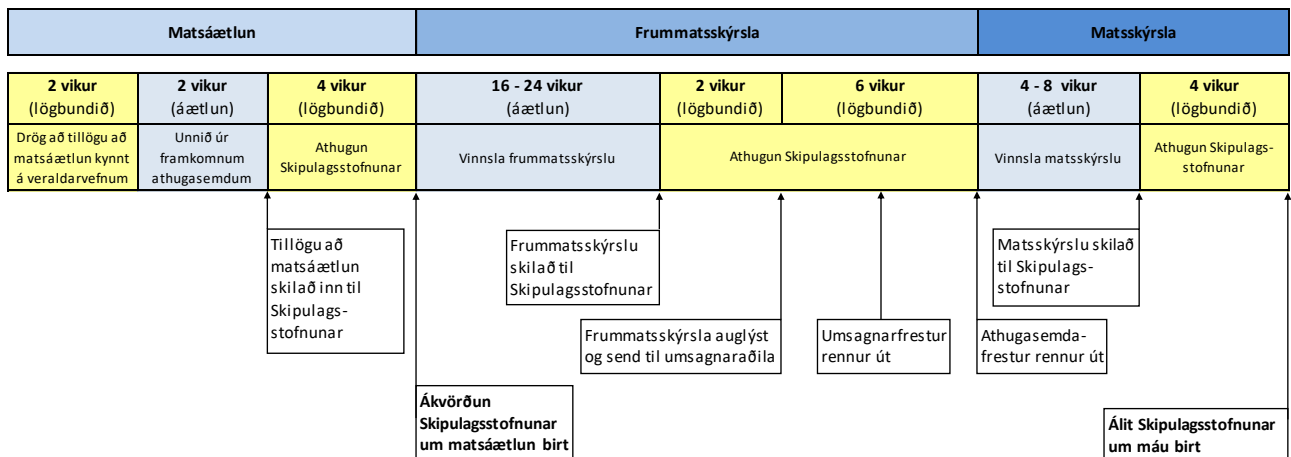 Matsáætlun
Frummatsskýrsla
Matsskýrsla
2 vikur
(lögbundið)
2 vikur
(áætlun)
4 vikur
(lögbundið)
16 - 24 vikur
(áætlun)
2 vikur
(lögbundið)
6 vikur
(lögbundið)
4 - 8 vikur
(áætlun)
4 vikur
(lögbundið)
Drög að tillögu að
matsáætlun kynnt
á veraldarvefnum
Unnið úr
framkomnum
athugasemdum
Athugun
Skipulagsstofnunar
Vinnsla frummatsskýrslu
Athugun Skipulagsstofnunar
Vinnsla matsskýrslu
Athugun Skipulags-
stofnunar
Tillögu að
matsáætlun
skilað inn til
Skipulags-
stofnunar
Frummatsskýrslu
skilað til
Skipulagsstofnunar
Matsskýrslu skilað
til Skipulags-
stofnunar
Frummatsskýrsla auglýst
og send til umsagnaraðila
Umsagnarfrestur
rennur út
Athugasemda-
frestur rennur út
Ákvörðun
Skipulagsstofnunar
um matsáætlun birt
Álit Skipulagsstofnunar
um máu birt